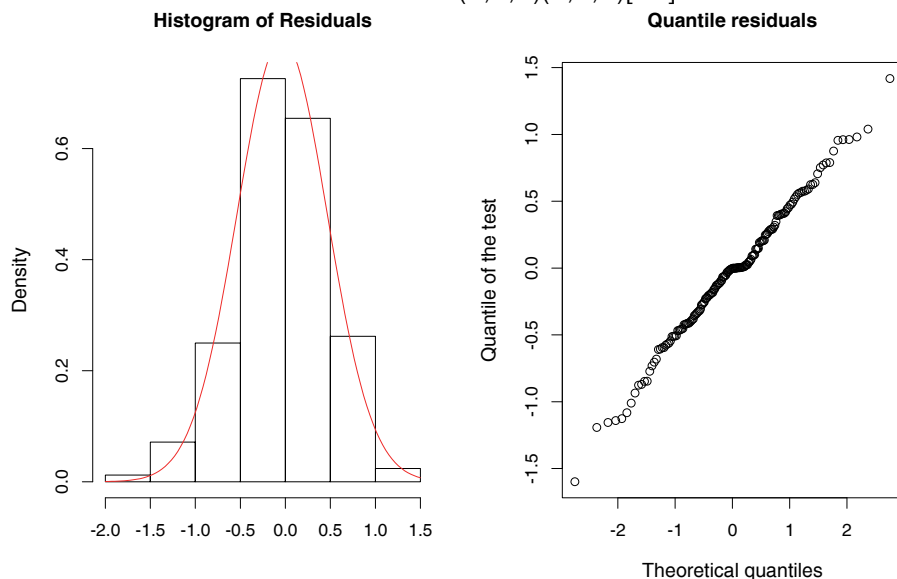 Histogram of Residuals
Density
0.0
0.2
0.4
0.6
-2.0 -1.5 -1.0 -0.5 0.0 0.5 1.0 1.5
Quantile residuals
Quantile of the test
-1.5
-1.0
-0.5
0.0
0.5
1.0
1.5
-2 -1 0 1 2
Theoretical quantiles